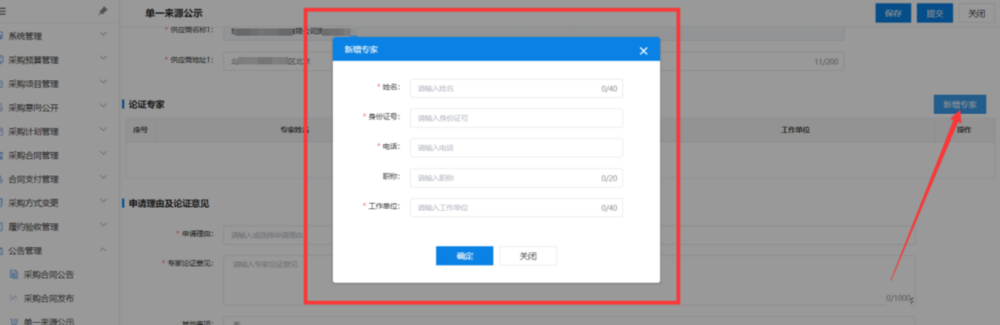 单一来源公示
保存
提交
关闭
系统管理
采购预算管理
采购项目管理
采购意向公开
采购计划管理
采购合同管理
合同支付管理
采购方式变更
履约验收管理
公告管理
采购合同公告
采购合同发布
单一来源公示
* 供应商名称1:
* 供应商地址1:
区北京
11/200
论证专家
新增专家
序号
专家姓名
工作单位
操作
申请理由及论证意见
* 申请理由:
请输入或选择申请理由
* 专家论证意见:
请输入专家论证意见
0/1000
其他事项:
无
新增专家
* 姓名:
请输入姓名
0/40
* 身份证号:
请输入身份证号
* 电话:
请输入电话
职称:
请输入职称
0/20
* 工作单位:
请输入工作单位
0/40
确定
关闭